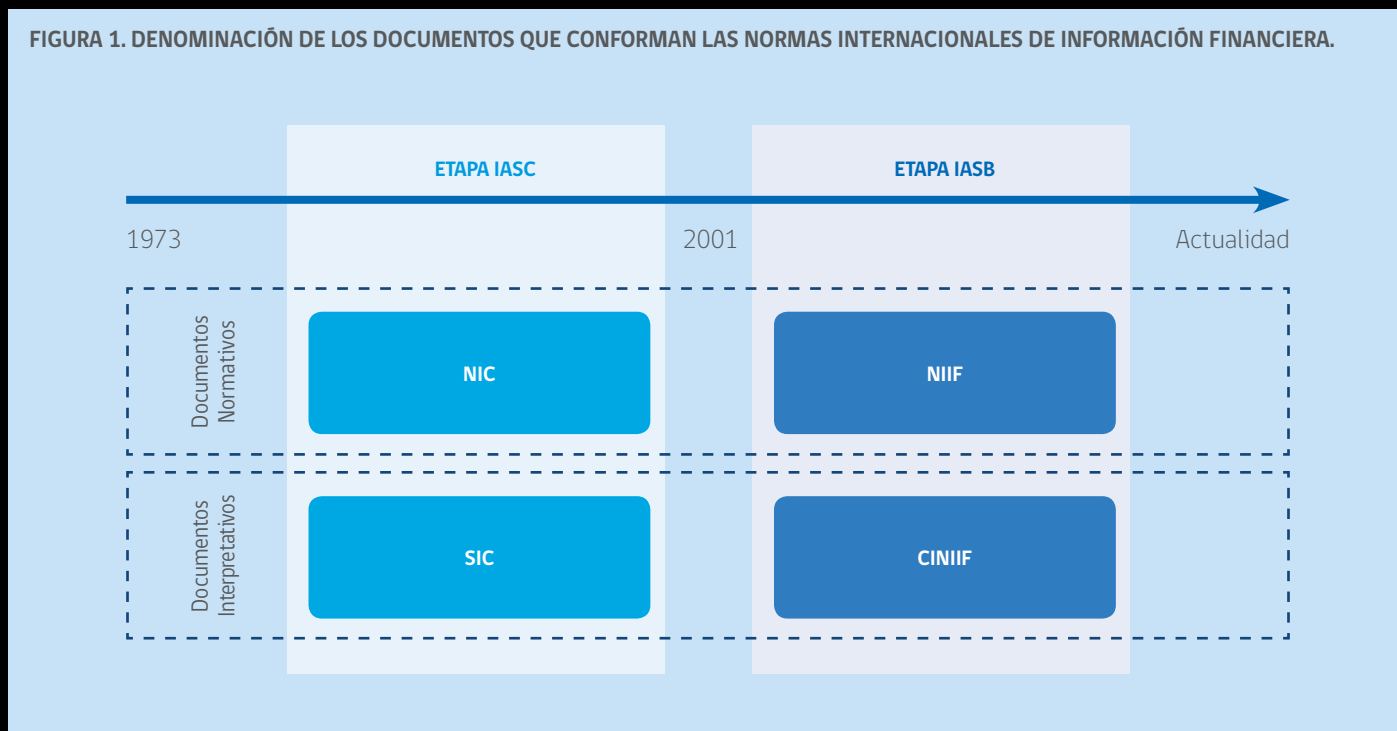 FIGURA 1. DENOMINACIÓN DE LOS DOCUMENTOS QUE CONFORMAN LAS NORMAS INTERNACIONALES DE INFORMACIÓN FINANCIERA.
ETAPA IASC
ETAPA IASB
1973
2001
Actualidad
Documentos
Normativos
NIC
NIIF
Documentos
Interpretativos
SIC
CINIIF